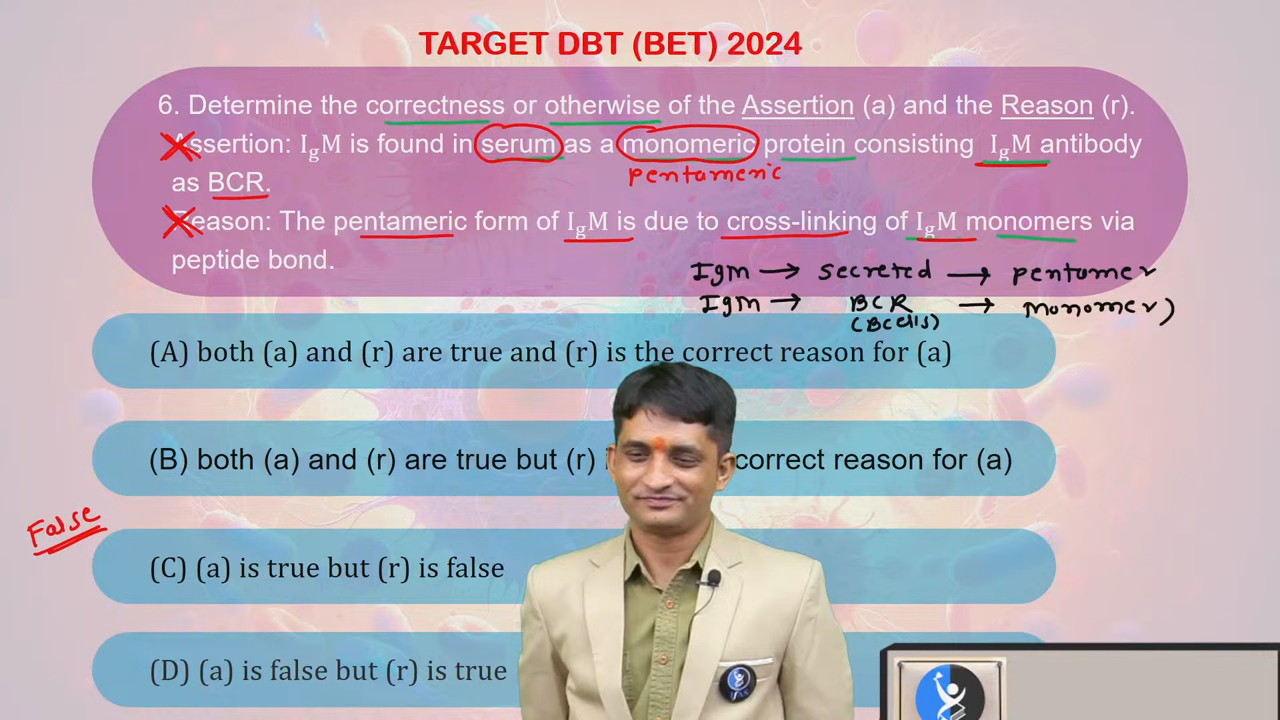 TARGET DBT (BET) 2024
6. Determine the correctness or otherwise of the Assertion (a) and the Reason (r).
Assertion: IgM is found in serum as a monomeric protein consisting IgM antibody
pentameric
as BCR.
Reason: The pentameric form of IgM is due to cross-linking of IgM monomers via
peptide bond.
Igm → secreted → pentamer
Igm → BCR → monomer)
(Bcells)
(A) both (a) and (r) are true and (r) is the correct reason for (a)
(B) both (a) and (r) are true but (r) correct reason for (a)
False
(C) (a) is true but (r) is false
(D) (a) is false but (r) is true